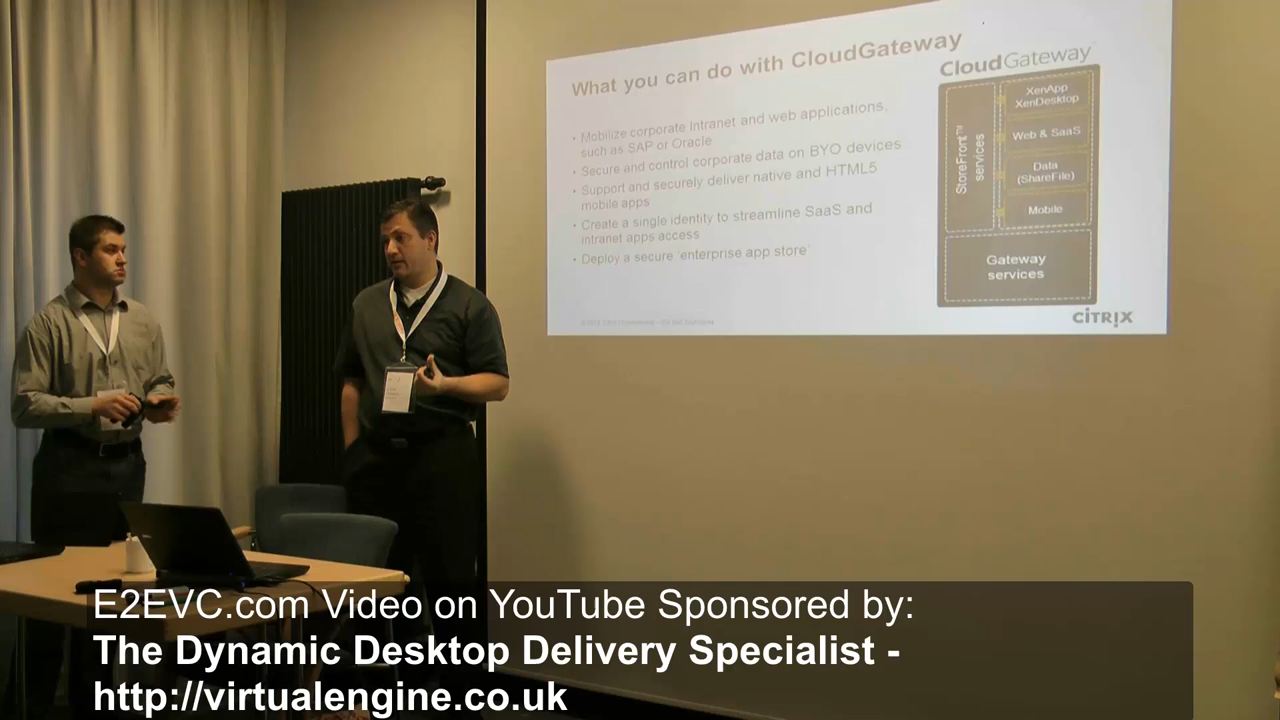 What you can do with CloudGateway
• Mobilize corporate intranet and web applications,
such as SAP or Oracle
• Secure and control corporate data on BYO devices
• Support and securely deliver native and HTML5
mobile apps
• Create a single identity to streamline SaaS and
intranet apps access
• Deploy a secure 'enterprise app store'
CloudGateway™
StoreFront™
services
XenApp
XenDesktop
Web & SaaS
Data
(ShareFile)
Mobile
Gateway
services
CITRIX
E2EVC.com Video on YouTube Sponsored by:
The Dynamic Desktop Delivery Specialist -
http://virtualengine.co.uk